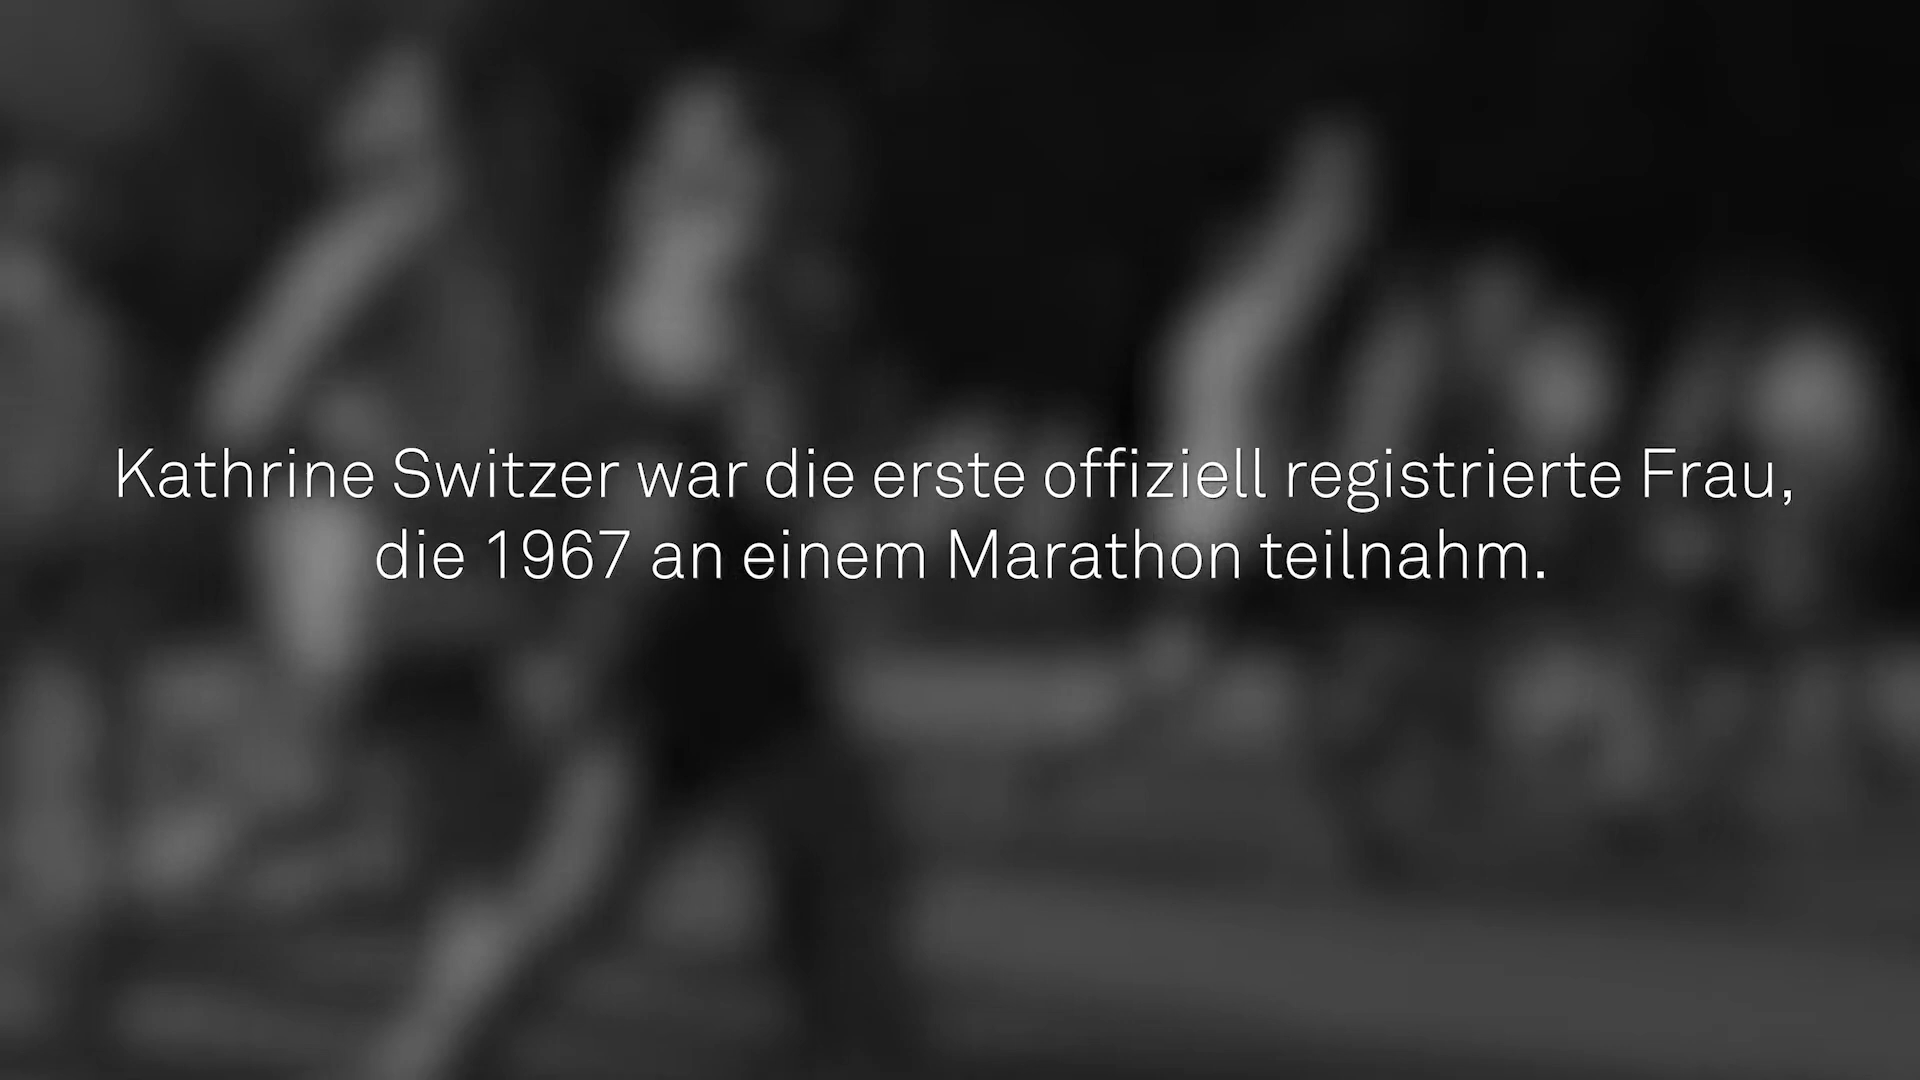 Kathrine Switzer war die erste offiziell registrierte Frau,
die 1967 an einem Marathon teilnahm.